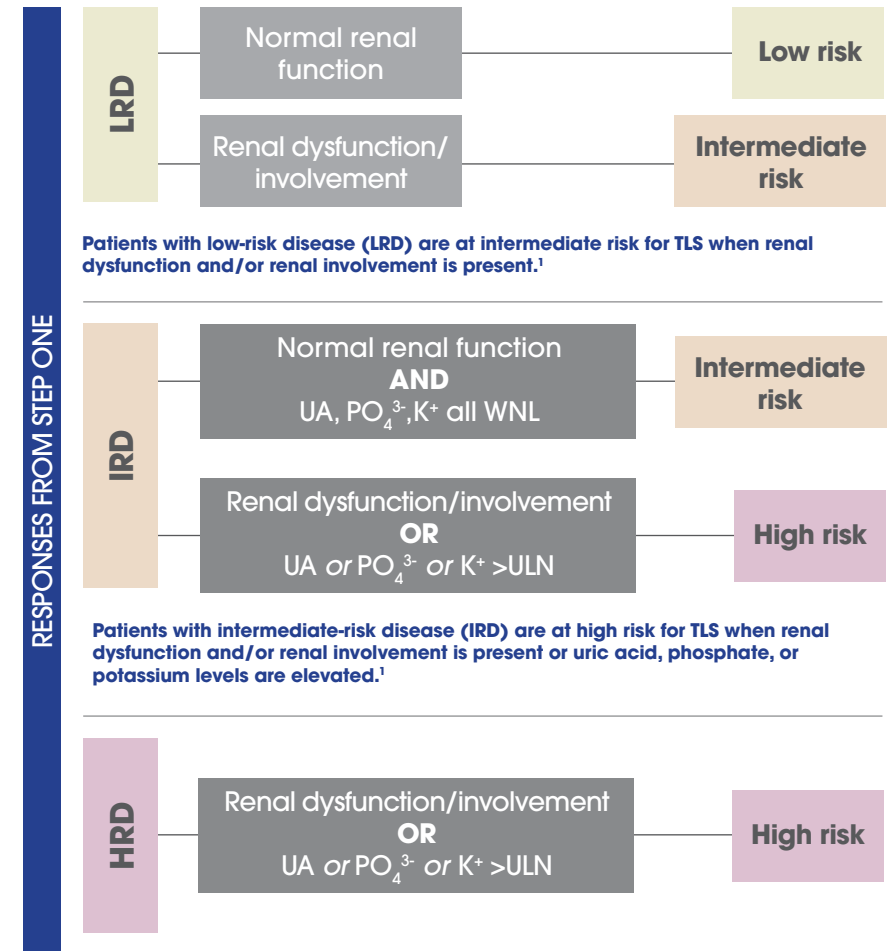 RESPONSES FROM STEP ONE
LRD
Normal renal
function
Low risk
Renal dysfunction/
involvement
Intermediate
risk
Patients with low-risk disease (LRD) are at intermediate risk for TLS when renal
dysfunction and/or renal involvement is present.¹
IRD
Normal renal function
AND
UA, PO₄³⁻,K⁺ all WNL
Intermediate
risk
Renal dysfunction/involvement
OR
UA or PO₄³⁻ or K⁺ >ULN
High risk
Patients with intermediate-risk disease (IRD) are at high risk for TLS when renal
dysfunction and/or renal involvement is present or uric acid, phosphate, or
potassium levels are elevated.¹
HRD
Renal dysfunction/involvement
OR
UA or PO₄³⁻ or K⁺ >ULN
High risk